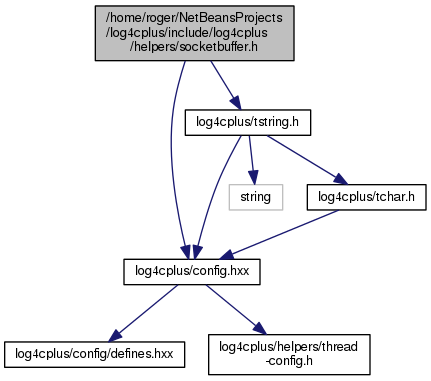 /home/roger/NetBeansProjects
/log4cplus/include/log4cplus
/helpers/socketbuffer.h
log4cplus/tstring.h
string
log4cplus/tchar.h
log4cplus/config.hxx
log4cplus/config/defines.hxx
log4cplus/helpers/thread
-config.h